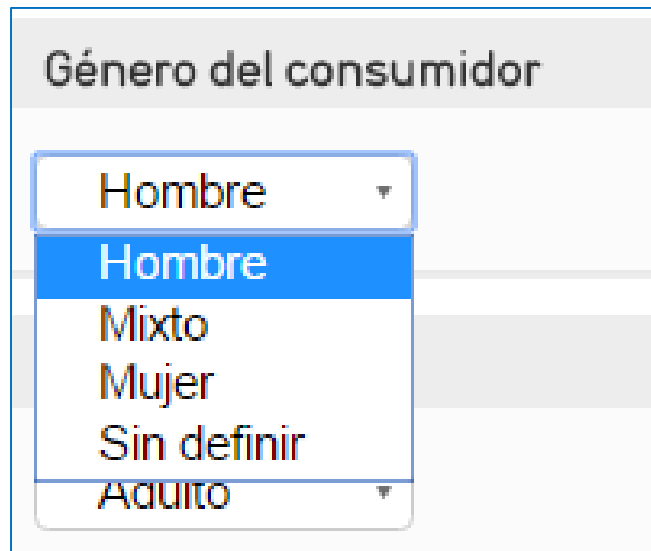 Género del consumidor
Hombre
Hombre
Mixto
Mujer
Sin definir
Adulto